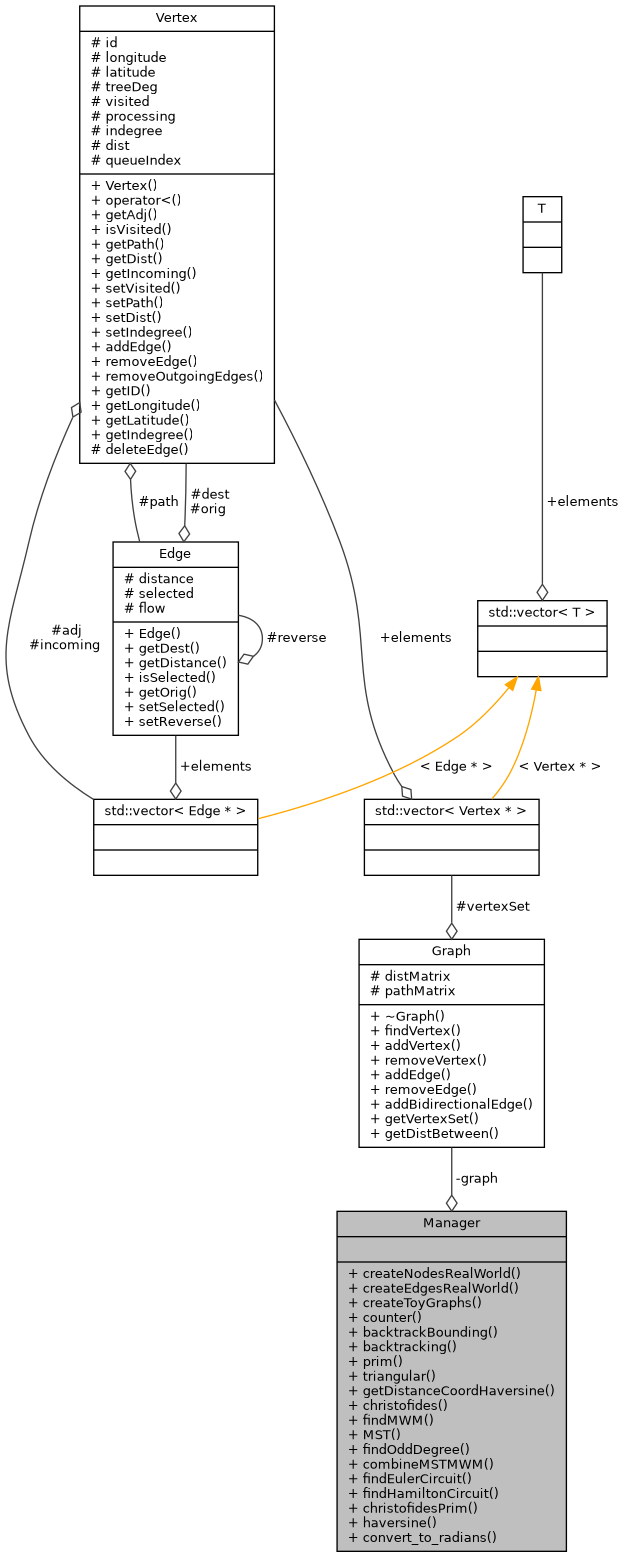 Vertex
# id
# longitude
# latitude
# treeDeg
# visited
# processing
# indegree
# dist
# queueIndex
+ Vertex()
+ operator<()
+ getAdj()
+ isVisited()
+ getPath()
+ getDist()
+ getIncoming()
+ setVisited()
+ setPath()
+ setDist()
+ setIndegree()
+ addEdge()
+ removeEdge()
+ removeOutgoingEdges()
+ getID()
+ getLongitude()
+ getLatitude()
+ getIndegree()
# deleteEdge()
T
#path
#dest
#orig
+elements
Edge
# distance
# selected
# flow
+ Edge()
+ getDest()
+ getDistance()
+ isSelected()
+ getOrig()
+ setSelected()
+ setReverse()
#reverse
#adj
#incoming
+elements
std::vector< T >
+elements
< Edge * >
< Vertex * >
std::vector< Edge * >
std::vector< Vertex * >
#vertexSet
Graph
# distMatrix
# pathMatrix
+ ~Graph()
+ findVertex()
+ addVertex()
+ removeVertex()
+ addEdge()
+ removeEdge()
+ addBidirectionalEdge()
+ getVertexSet()
+ getDistBetween()
-graph
Manager
+ createNodesRealWorld()
+ createEdgesRealWorld()
+ createToyGraphs()
+ counter()
+ backtrackBounding()
+ backtracking()
+ prim()
+ triangular()
+ getDistanceCoordHaversine()
+ christofides()
+ findMWM()
+ MST()
+ findOddDegree()
+ combineMSTMWM()
+ findEulerCircuit()
+ findHamiltonCircuit()
+ christofidesPrim()
+ haversine()
+ convert_to_radians()